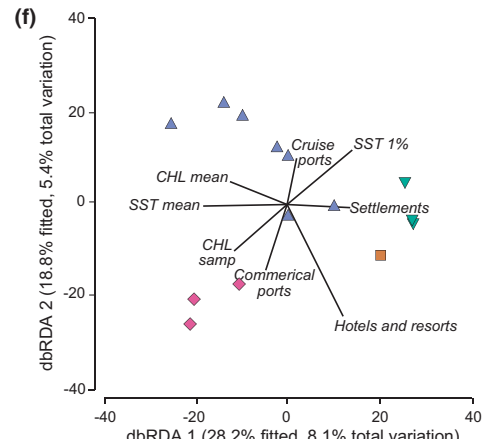 (f)
40
20
0
-20
-40
dbRDA 2 (18.8% fitted, 5.4% total variation)
Cruise
ports
SST 1%
CHL mean
SST mean
Settlements
CHL
samp
Commerical
ports
Hotels and resorts
-40
-20
0
20
40
dbRDA 1 (28.2% fitted, 8.1% total variation)